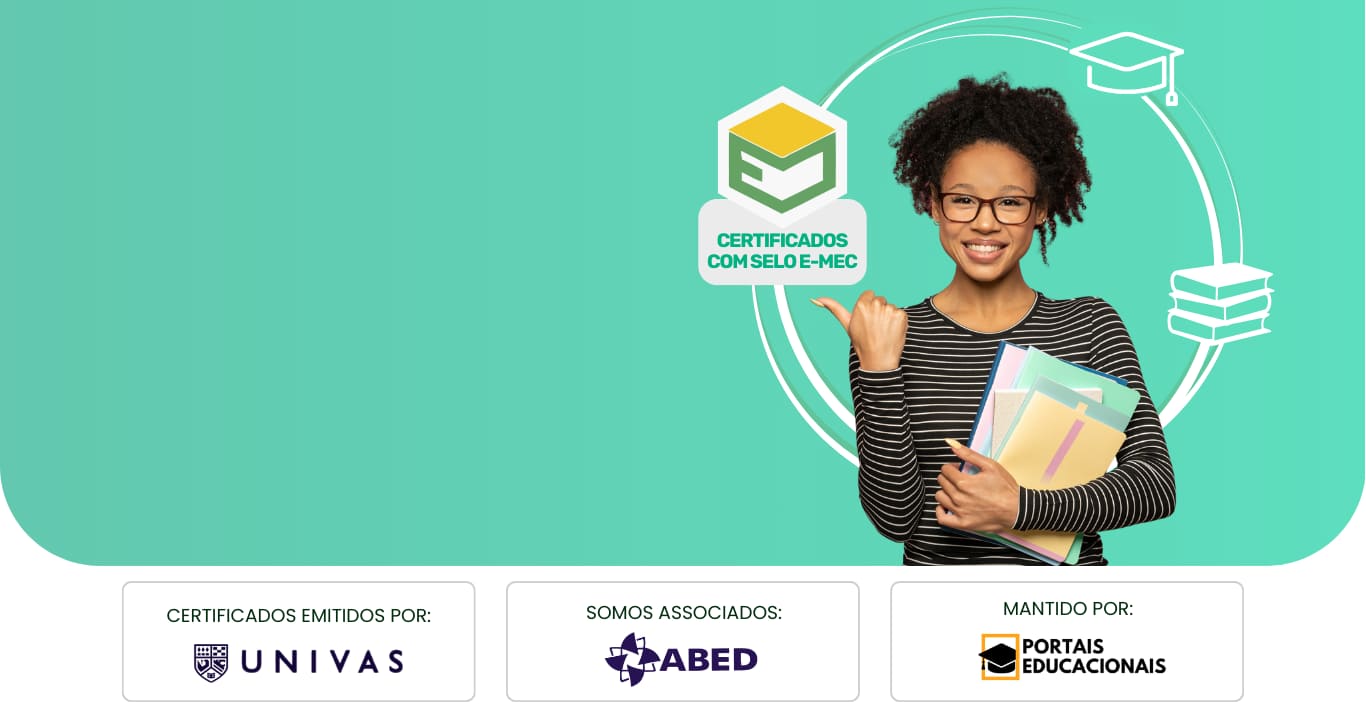 CERTIFICADOS
COM SELO E-MEC
CERTIFICADOS EMITIDOS POR:
UNIVAS
SOMOS ASSOCIADOS:
ABED
MANTIDO POR:
PORTAIS
EDUCACIONAIS